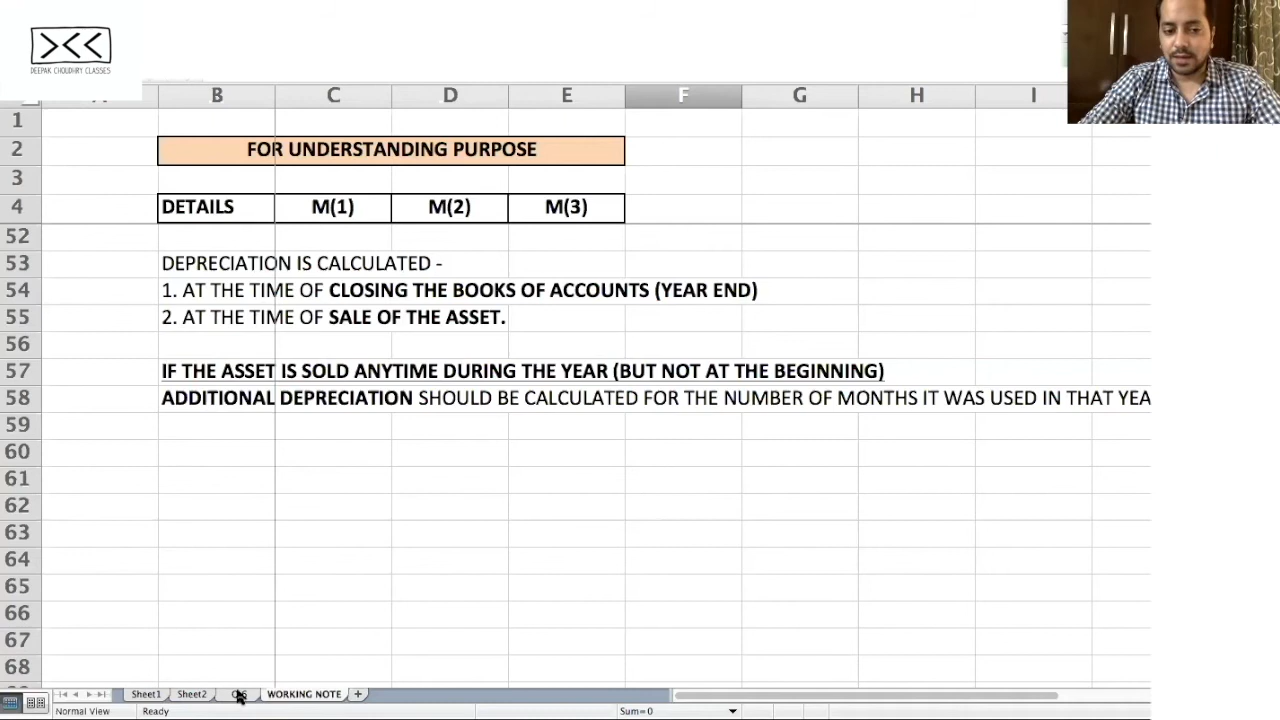 DEEPAK CHOUDHRY CLASSES
B C D E F G H I
1
2 FOR UNDERSTANDING PURPOSE
3
4 DETAILS M(1) M(2) M(3)
52
53 DEPRECIATION IS CALCULATED -
54 1. AT THE TIME OF CLOSING THE BOOKS OF ACCOUNTS (YEAR END)
55 2. AT THE TIME OF SALE OF THE ASSET.
56
57 IF THE ASSET IS SOLD ANYTIME DURING THE YEAR (BUT NOT AT THE BEGINNING)
58 ADDITIONAL DEPRECIATION SHOULD BE CALCULATED FOR THE NUMBER OF MONTHS IT WAS USED IN THAT YEA
59
60
61
62
63
64
65
66
67
68
Sheet1 Sheet2 WORKING NOTE +
Normal View Ready Sum=0